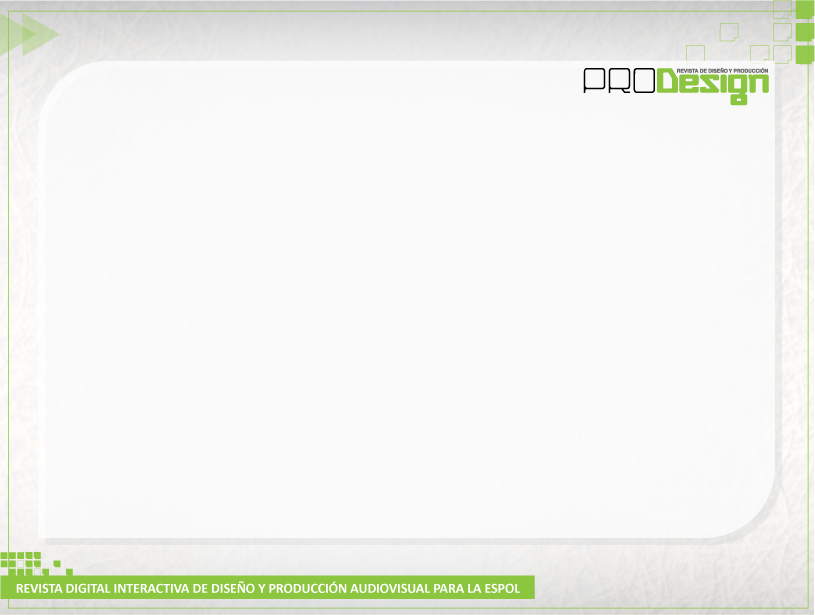 REVISTA DE DISEÑO Y PRODUCCIÓN
PRODesign
REVISTA DIGITAL INTERACTIVA DE DISEÑO Y PRODUCCIÓN AUDIOVISUAL PARA LA ESPOL